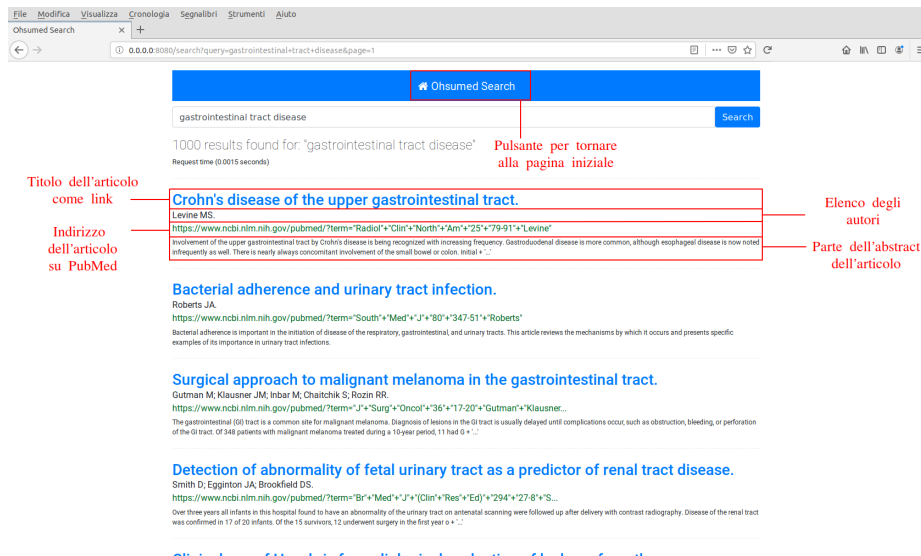 File Modifica Visualizza Cronologia Segnalibri Strumenti Aiuto
Ohsumed Search × +
0.0.0.0:8080/search?query=gastrointestinal+tract+disease&page=1
Ohsumed Search
gastrointestinal tract disease Search
1000 results found for: "gastrointestinal tract disease"
Request time (0.0015 seconds)
Pulsante per tornare
alla pagina iniziale
Titolo dell'articolo
come link
Crohn's disease of the upper gastrointestinal tract.
Levine MS.
Elenco degli
autori
https://www.ncbi.nlm.nih.gov/pubmed/?term="Radiol"+"Clin"+"North"+"Am"+"25"+"79-91"+"Levine"
Indirizzo
dell'articolo
su PubMed
Involvement of the upper gastrointestinal tract by Crohn's disease is being recognized with increasing frequency. Gastroduodenal disease is more common, although esophageal disease is now noted
infrequently as well. There is nearly always concomitant involvement of the small bowel or colon. Initial + '...'
Parte dell'abstract
dell'articolo
Bacterial adherence and urinary tract infection.
Roberts JA.
https://www.ncbi.nlm.nih.gov/pubmed/?term="South"+"Med"+"J"+"80"+"347-51"+"Roberts"
Bacterial adherence is important in the initiation of disease of the respiratory, gastrointestinal, and urinary tracts. This article reviews the mechanisms by which it occurs and presents specific
examples of its importance in urinary tract infections.
Surgical approach to malignant melanoma in the gastrointestinal tract.
Gutman M; Klausner JM; Inbar M; Chaitchik S; Rozin RR.
https://www.ncbi.nlm.nih.gov/pubmed/?term="J"+"Surg"+"Oncol"+"36"+"17-20"+"Gutman"+"Klausner...
The gastrointestinal (GI) tract is a common site for malignant melanoma. Diagnosis of lesions in the GI tract is usually delayed until complications occur, such as obstruction, bleeding, or perforation
of the GI tract. Of 348 patients with malignant melanoma treated during a 10-year period, 11 had G + '...'
Detection of abnormality of fetal urinary tract as a predictor of renal tract disease.
Smith D; Egginton JA; Brookfield DS.
https://www.ncbi.nlm.nih.gov/pubmed/?term="Br"+"Med"+"J"+"(Clin"+"Res"+"Ed)"+"294"+"27-8"+"S...
Over three years all infants in this hospital found to have an abnormality of the urinary tract on antenatal scanning were followed up after delivery with contrast radiography. Disease of the renal tract
was confirmed in 17 of 20 infants. Of the 15 survivors, 12 underwent surgery in the first year o + '...'